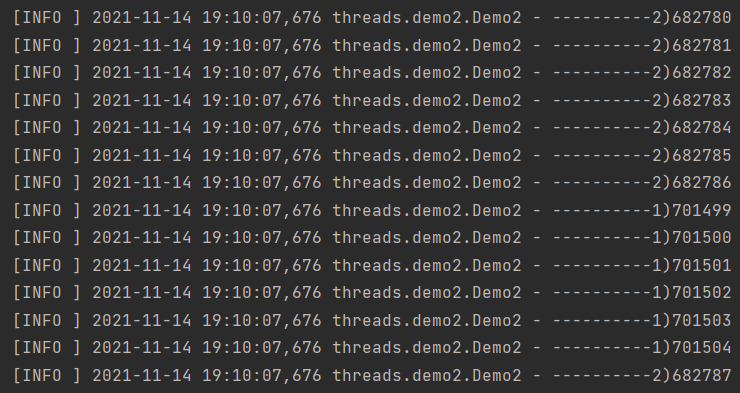 [INFO ] 2021-11-14 19:10:07,676 threads.demo2.Demo2 - ----------2)682780
[INFO ] 2021-11-14 19:10:07,676 threads.demo2.Demo2 - ----------2)682781
[INFO ] 2021-11-14 19:10:07,676 threads.demo2.Demo2 - ----------2)682782
[INFO ] 2021-11-14 19:10:07,676 threads.demo2.Demo2 - ----------2)682783
[INFO ] 2021-11-14 19:10:07,676 threads.demo2.Demo2 - ----------2)682784
[INFO ] 2021-11-14 19:10:07,676 threads.demo2.Demo2 - ----------2)682785
[INFO ] 2021-11-14 19:10:07,676 threads.demo2.Demo2 - ----------2)682786
[INFO ] 2021-11-14 19:10:07,676 threads.demo2.Demo2 - ----------1)701499
[INFO ] 2021-11-14 19:10:07,676 threads.demo2.Demo2 - ----------1)701500
[INFO ] 2021-11-14 19:10:07,676 threads.demo2.Demo2 - ----------1)701501
[INFO ] 2021-11-14 19:10:07,676 threads.demo2.Demo2 - ----------1)701502
[INFO ] 2021-11-14 19:10:07,676 threads.demo2.Demo2 - ----------1)701503
[INFO ] 2021-11-14 19:10:07,676 threads.demo2.Demo2 - ----------1)701504
[INFO ] 2021-11-14 19:10:07,676 threads.demo2.Demo2 - ----------2)682787